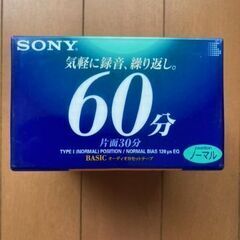 SONY
気軽に録音、繰り返し。
60分
片面30分
TYPE I (NORMAL) POSITION / NORMAL BIAS 120 μs EQ
BASIC オーディオカセットテープ
POSITION
ノーマル